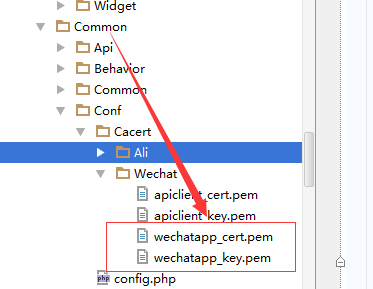 Widget
Common
Api
Behavior
Common
Conf
Cacert
Ali
Wechat
apiclient_cert.pem
apiclient_key.pem
wechatapp_cert.pem
wechatapp_key.pem
php config.php